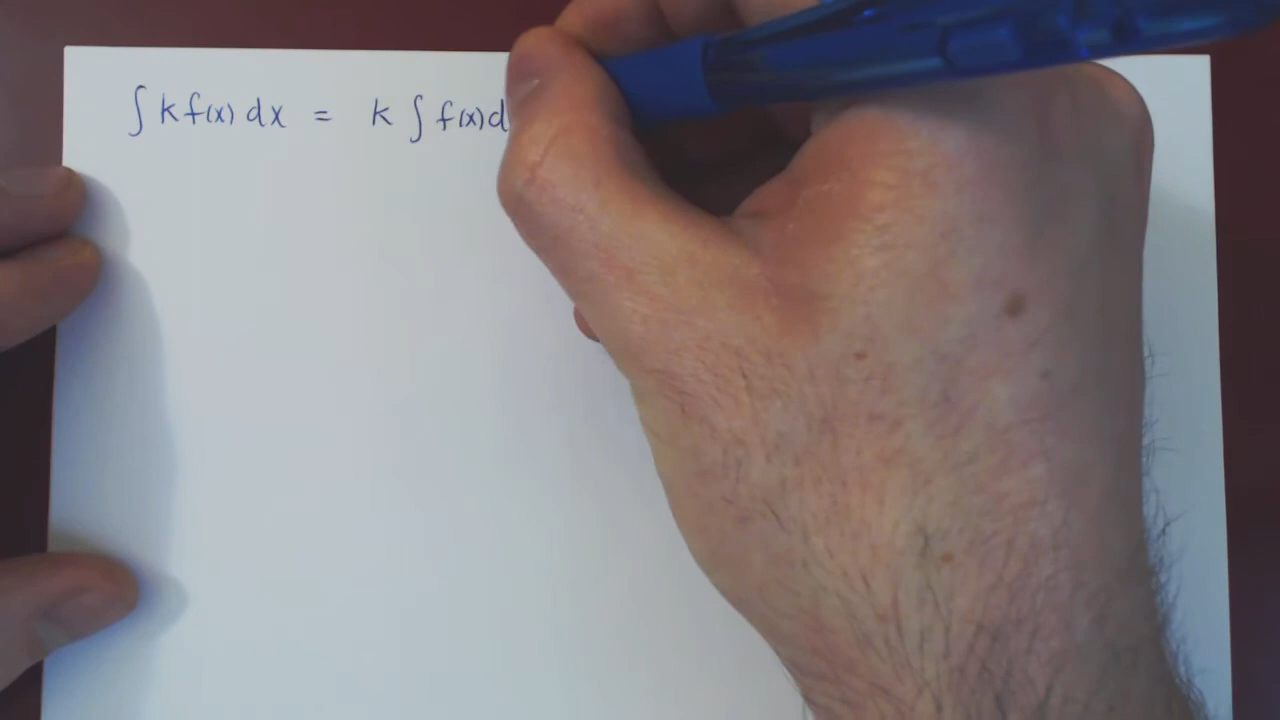 ∫ k f(x) dx = k ∫ f(x) d